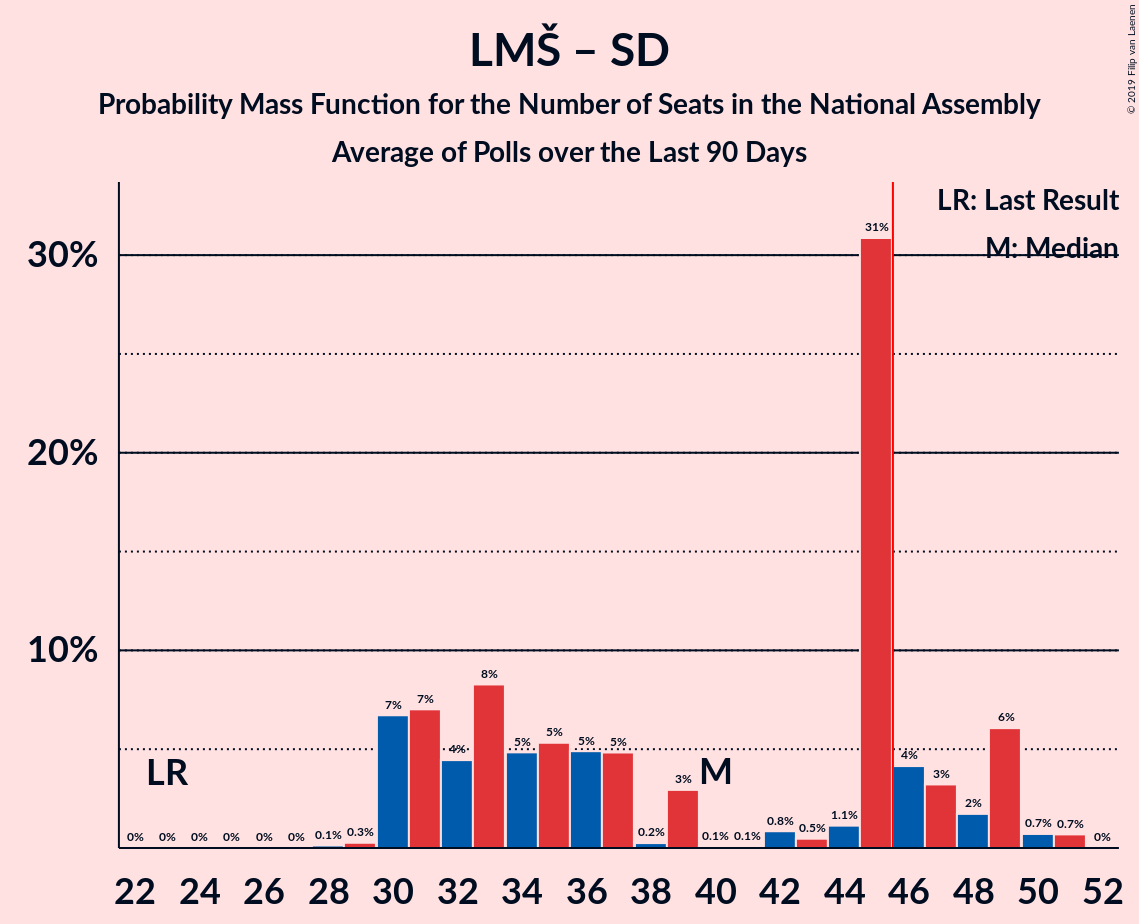 LMŠ – SD
Probability Mass Function for the Number of Seats in the National Assembly
Average of Polls over the Last 90 Days
© 2019 Filip van Laenen
LR: Last Result
M: Median
30%
20%
10%
0% 0% 0% 0% 0% 0% 0.1% 0.3% 7% 7% 4% 8% 5% 5% 5% 5% 0.2% 3% 0.1% 0.1% 0.8% 0.5% 1.1% 31% 4% 3% 2% 6% 0.7% 0.7% 0%
LR M
22 24 26 28 30 32 34 36 38 40 42 44 46 48 50 52